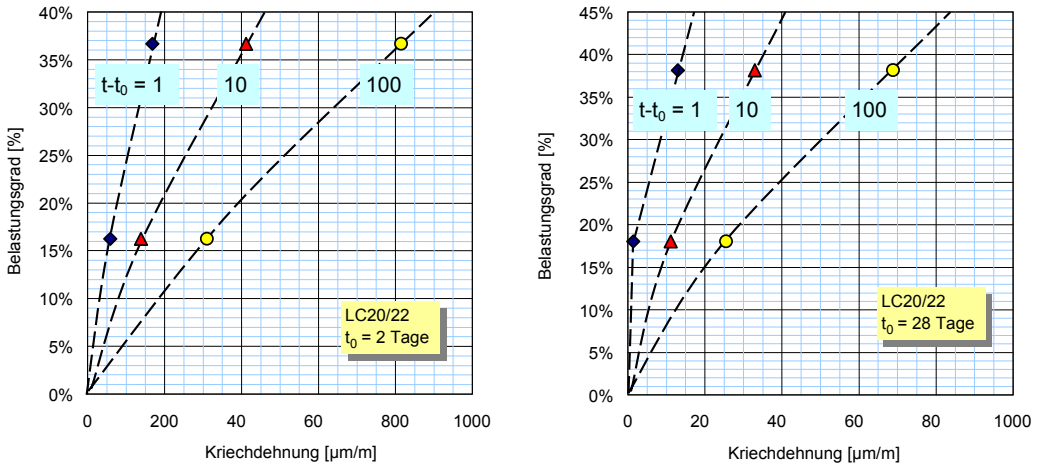 40%
35%
30%
25%
20%
15%
10%
5%
0%
Belastungsgrad [%]
t-t₀ = 1
10
100
LC20/22
t₀ = 2 Tage
0 200 40 60 80 1000
Kriechdehnung [µm/m]
45%
40%
35%
30%
25%
20%
15%
10%
5%
0%
Belastungsgrad [%]
t-t₀ = 1
10
100
LC20/22
t₀ = 28 Tage
0 20 40 60 80 1000
Kriechdehnung [µm/m]